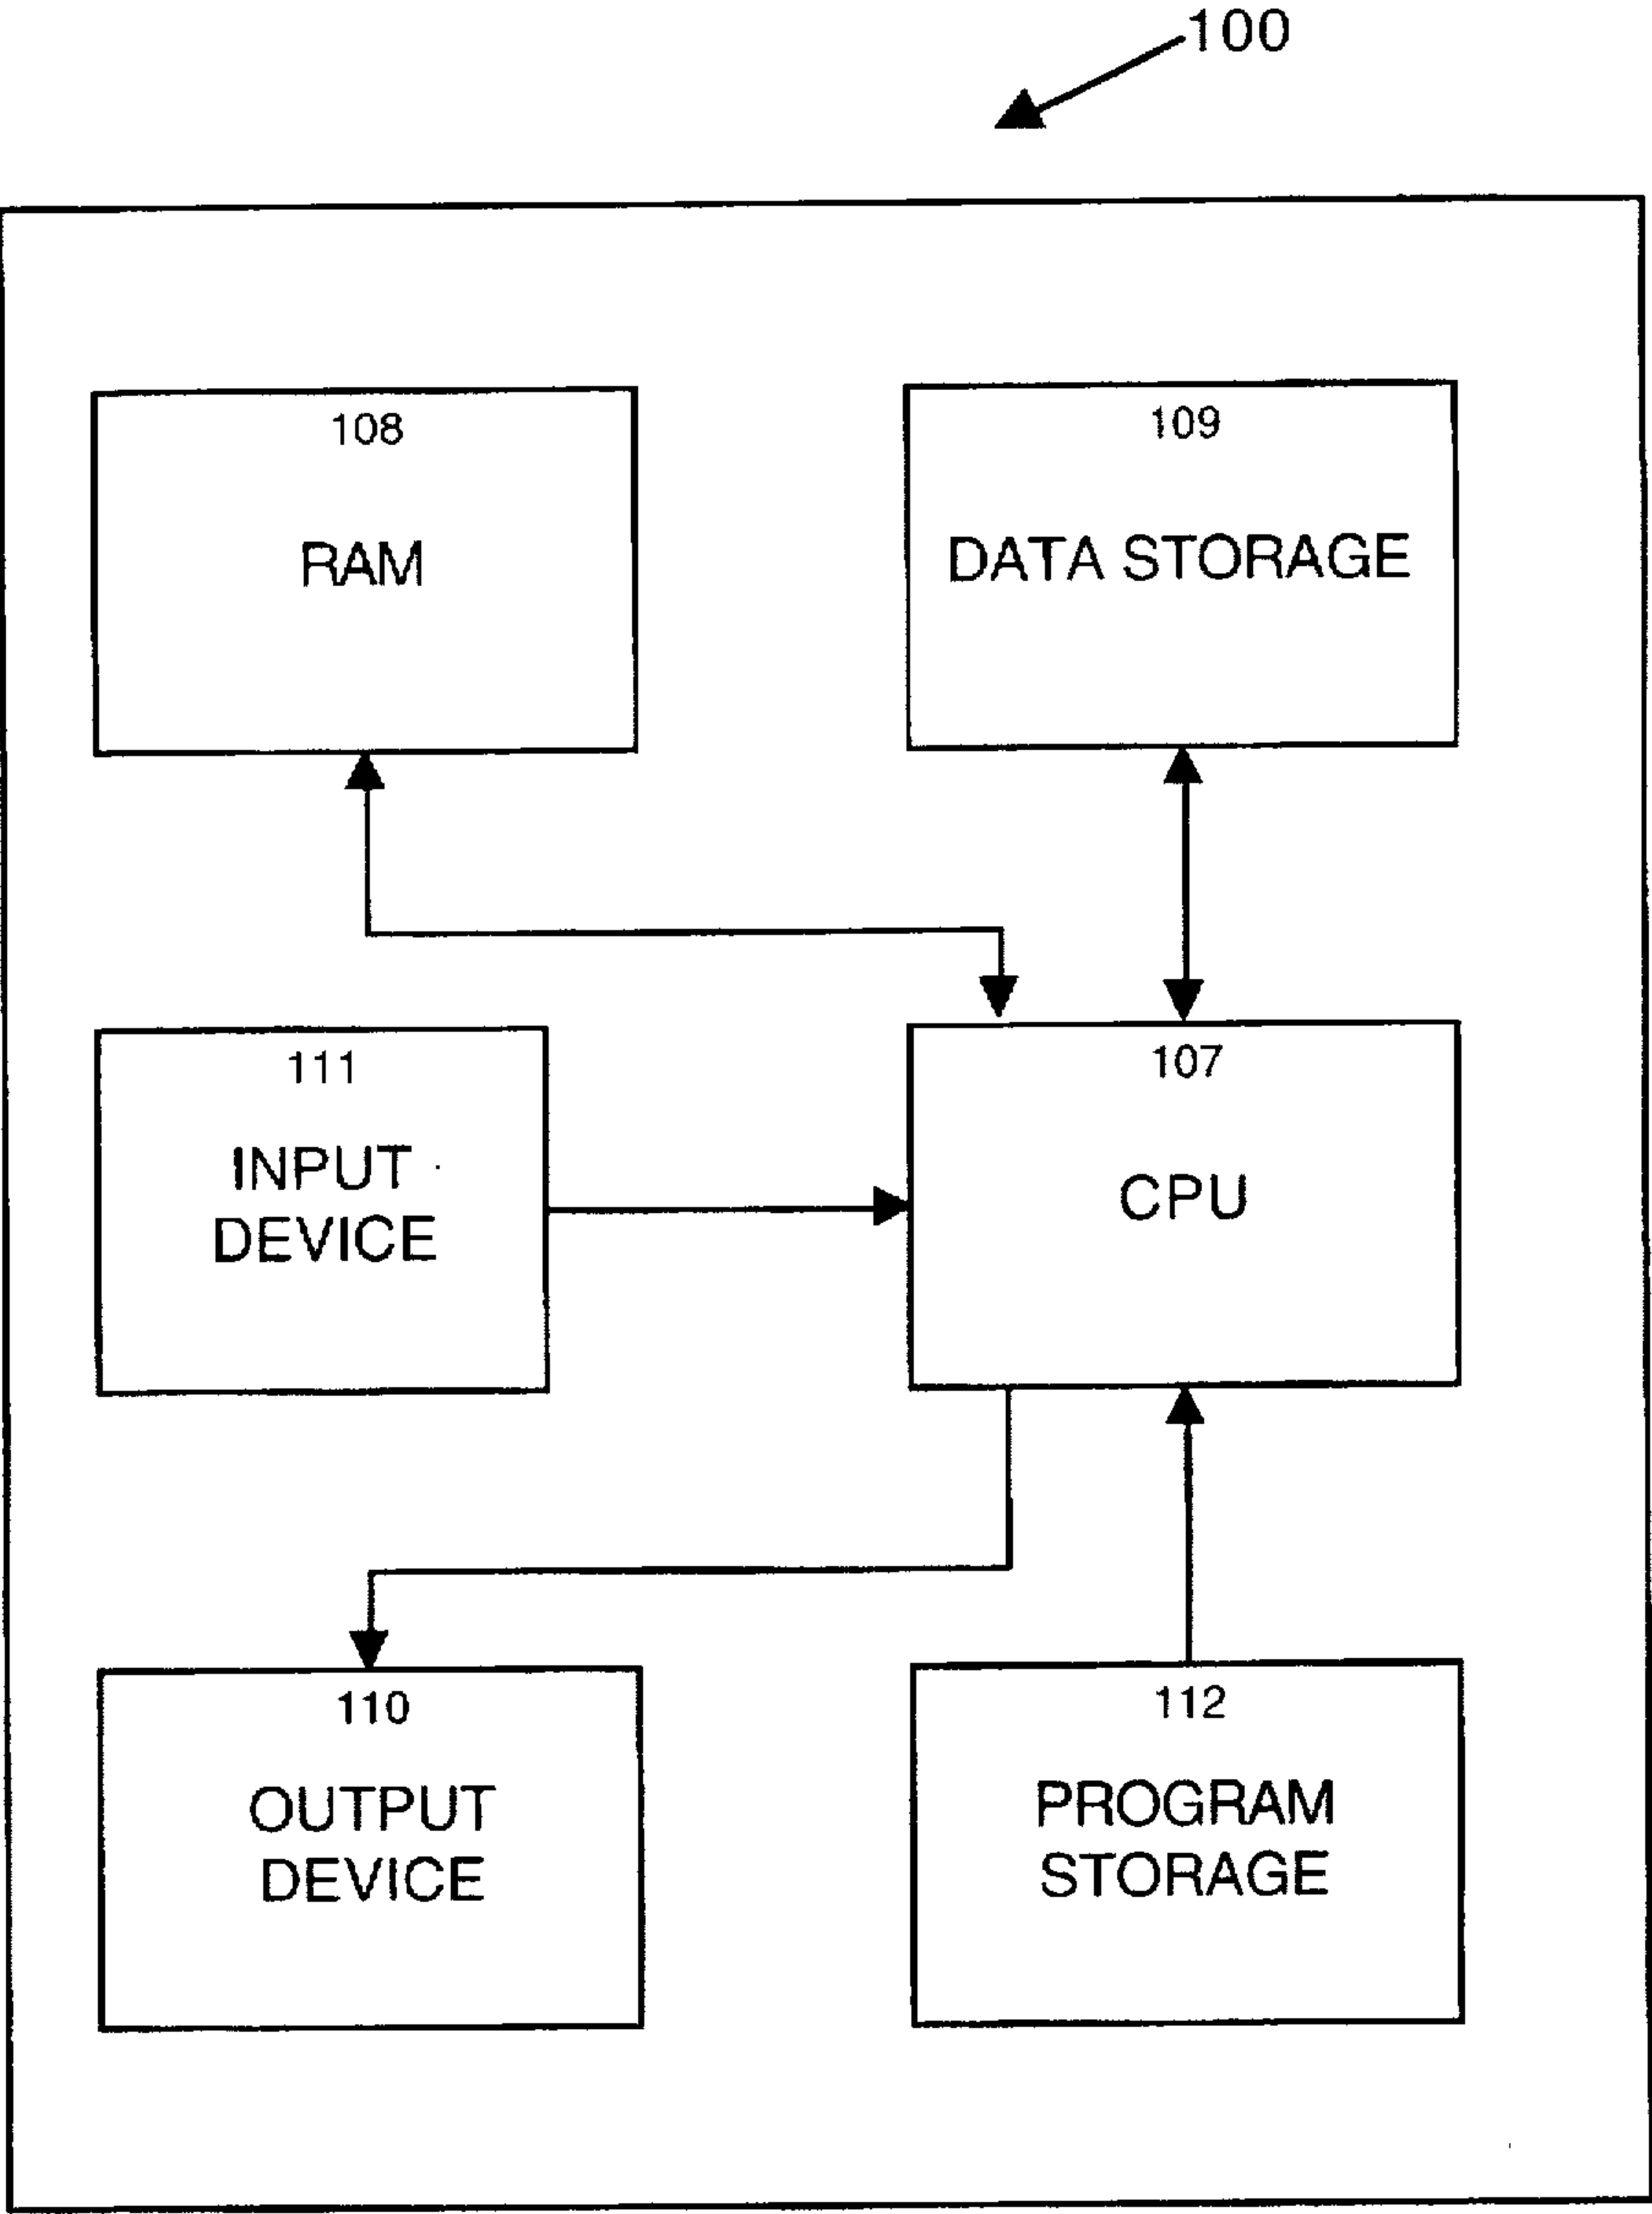 100
108
RAM
109
DATA STORAGE
111
INPUT
DEVICE
107
CPU
110
OUTPUT
DEVICE
112
PROGRAM
STORAGE